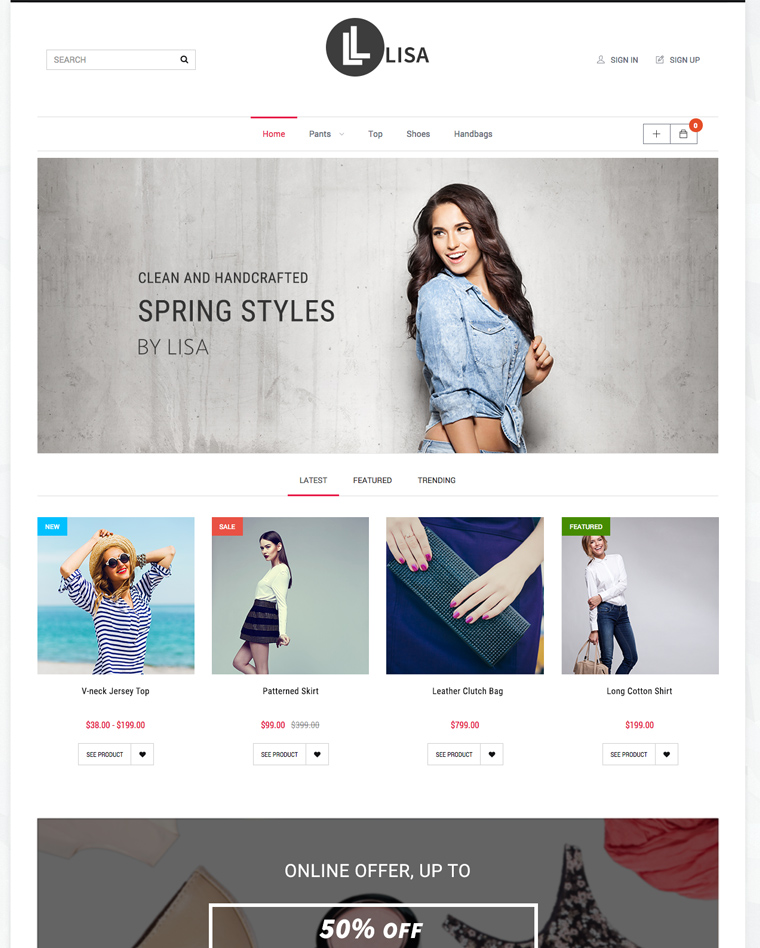 SEARCH
LISA
SIGN IN
SIGN UP
Home
Pants
Top
Shoes
Handbags
0
CLEAN AND HANDCRAFTED
SPRING STYLES
BY LISA
LATEST
FEATURED
TRENDING
NEW
SALE
FEATURED
V-neck Jersey Top
Patterned Skirt
Leather Clutch Bag
Long Cotton Shirt
$38.00 - $199.00
$99.00 $399.00
$799.00
$199.00
SEE PRODUCT
SEE PRODUCT
SEE PRODUCT
SEE PRODUCT
ONLINE OFFER, UP TO
50% OFF